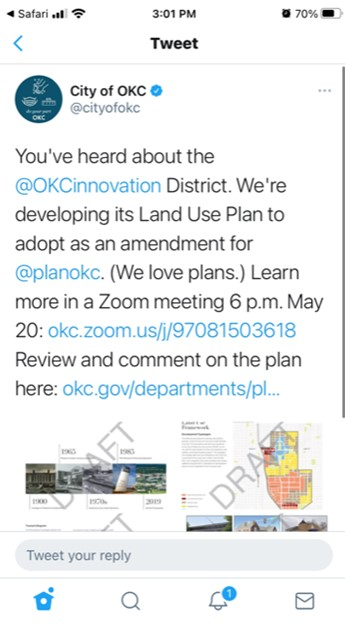 Safari
3:01 PM
70%
Tweet
City of OKC
@cityofokc
OKC
You've heard about the
@OKCinnovation District. We're
developing its Land Use Plan to
adopt as an amendment for
@planokc. (We love plans.) Learn
more in a Zoom meeting 6 p.m. May
20: okc.zoom.us/j/97081503618
Review and comment on the plan
here: okc.gov/departments/pl...
1965
1985
DRAFT
1900
1970s
2019
DRAFT
Tweet your reply
1